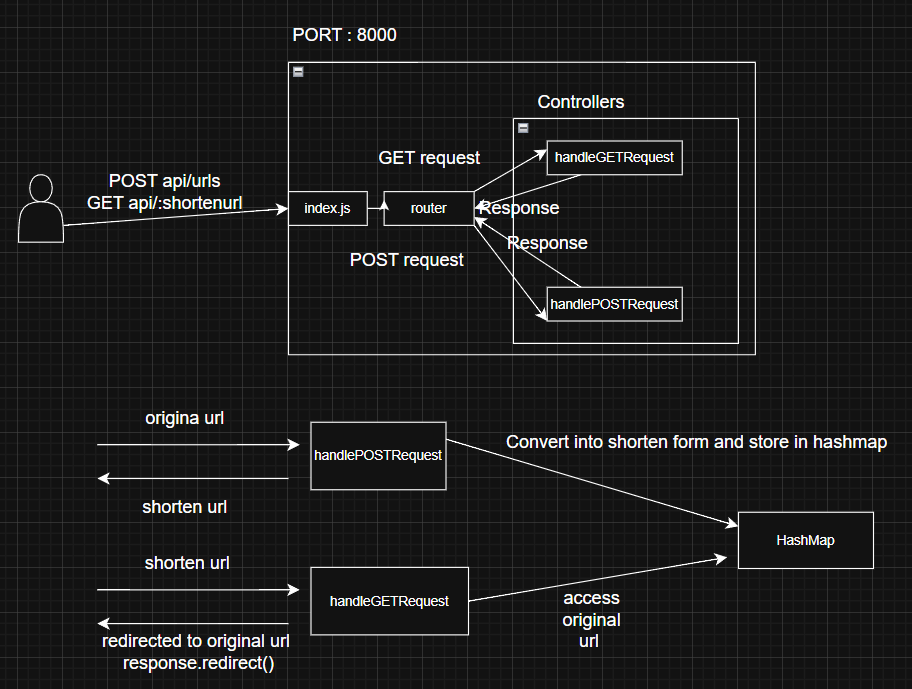 PORT : 8000
Controllers
GET request
handleGETRequest
POST api/urls
GET api/:shortenurl
index.js
router
Response
Response
POST request
handlePOSTRequest
origina url
handlePOSTRequest
Convert into shorten form and store in hashmap
shorten url
HashMap
shorten url
handleGETRequest
access
original
url
redirected to original url
response.redirect()